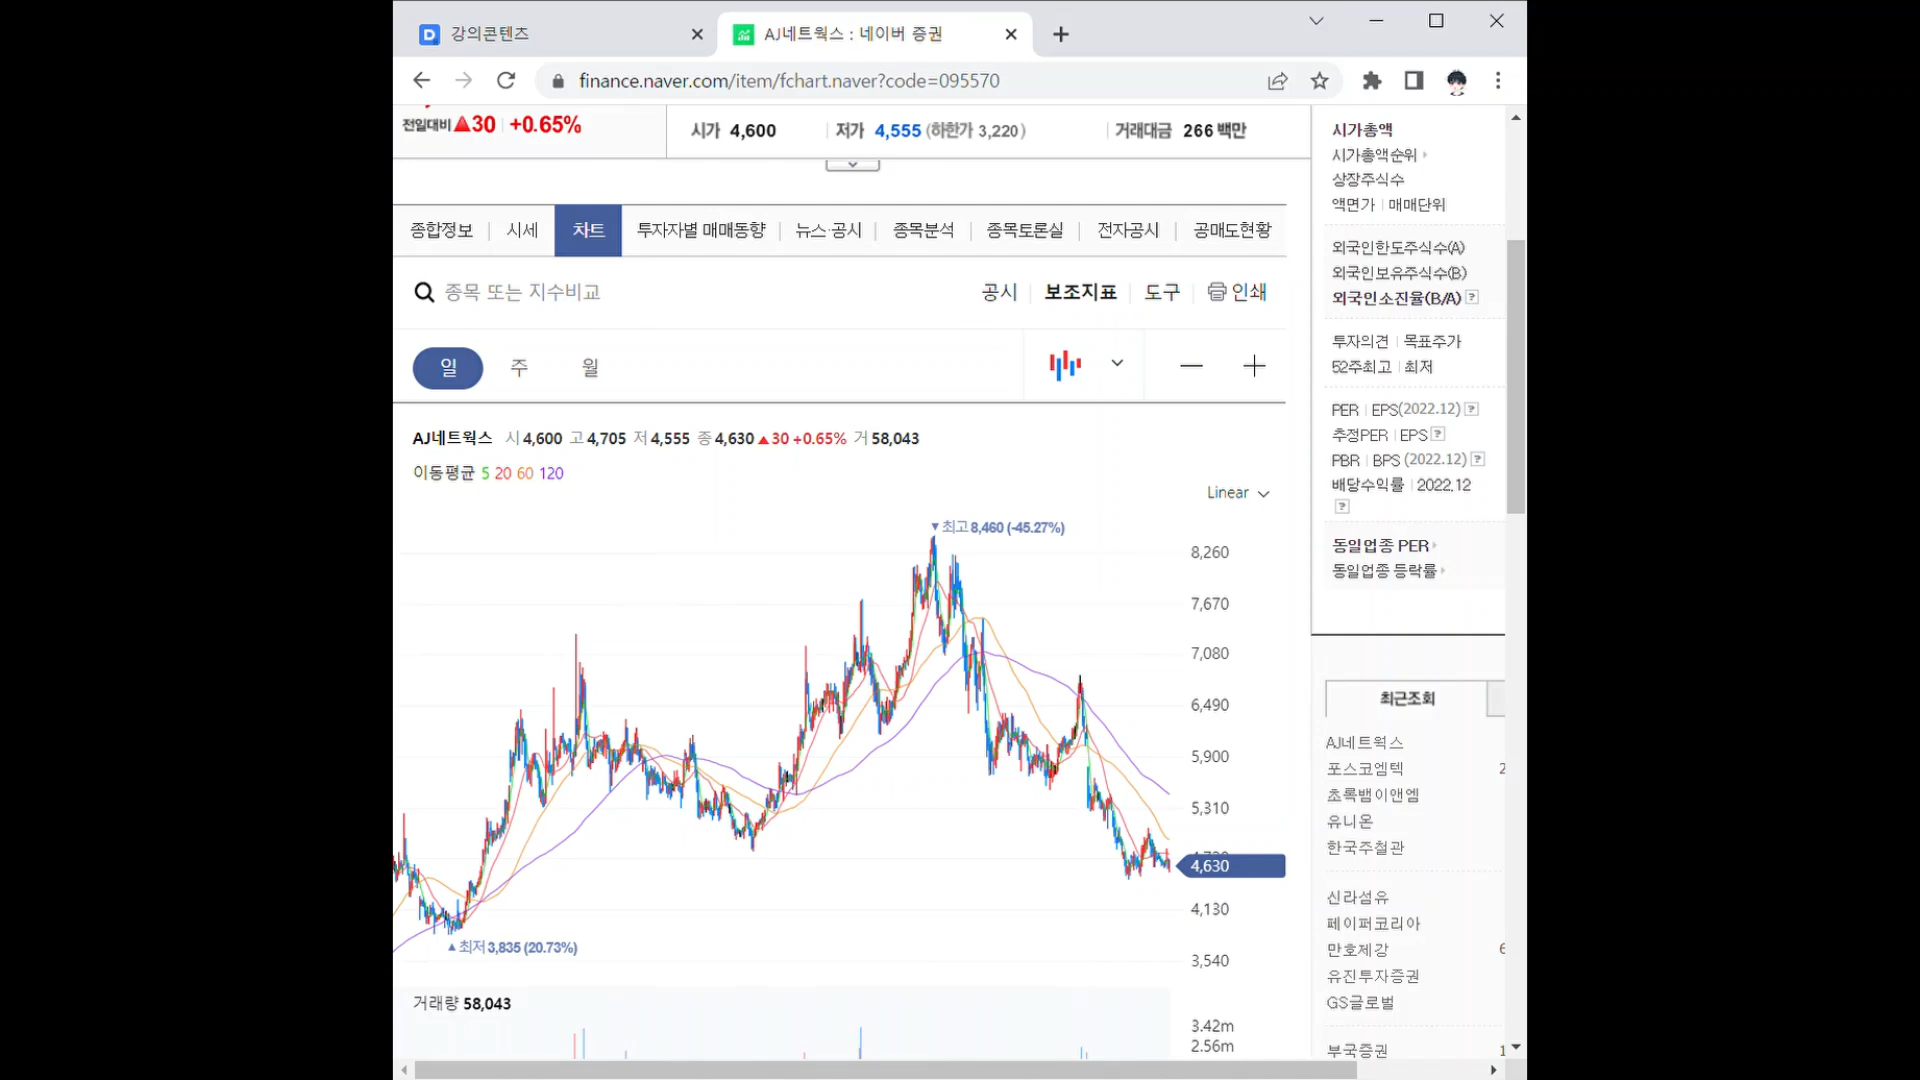 강의콘텐츠
AJ네트웍스 : 네이버 증권
finance.naver.com/item/fchart.naver?code=095570
전일대비 ▲30 +0.65%
시가 4,600 저가 4,555 (하한가 3,220) 거래대금 266 백만
종합정보 시세 차트 투자자별 매매동향 뉴스·공시 종목분석 종목토론실 전자공시 공매도현황
종목 또는 지수비교
공시 보조지표 도구 인쇄
일 주 월
AJ네트웍스 시 4,600 고 4,705 저 4,555 종 4,630 ▲30 +0.65% 거 58,043
이동평균 5 20 60 120
Linear
▼최고 8,460 (-45.27%)
8,260
7,670
7,080
6,490
5,900
5,310
4,630
4,130
▲최저 3,835 (20.73%)
3,540
거래량 58,043
3.42m
2.56m
시가총액
시가총액순위
상장주식수
액면가 매매단위
외국인한도주식수(A)
외국인보유주식수(B)
외국인소진율(B/A) ?
투자의견 목표주가
52주최고 최저
PER EPS(2022.12) ?
추정PER EPS ?
PBR BPS (2022.12) ?
배당수익률 2022.12
?
동일업종 PER
동일업종 등락률
최근조회
AJ네트웍스
포스코엠텍 2
초록뱀이앤엠
유니온
한국주철관
신라섬유
페이퍼코리아
만호제강 6
유진투자증권
GS글로벌
부국증권 1